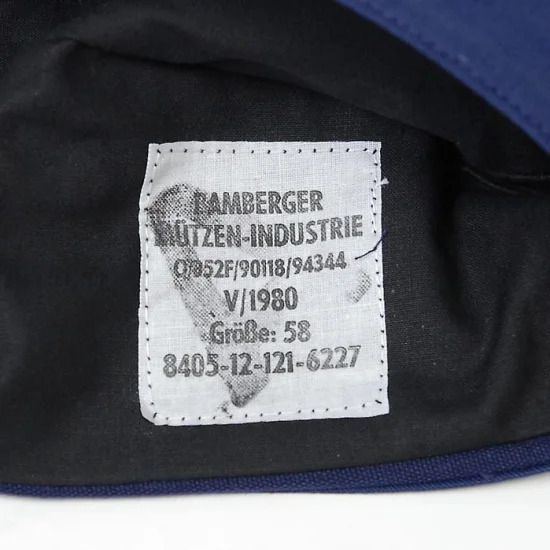 BAMBERGER
MÜTZEN-INDUSTRIE
Q/852F/90118/94344
V/1980
Größe: 58
8405-12-121-6227